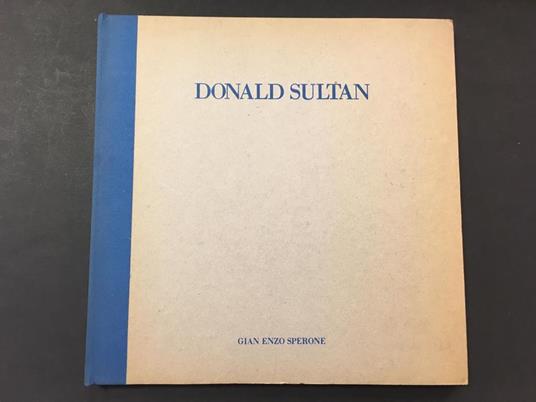 DONALD SULTAN
GIAN ENZO SPERONE